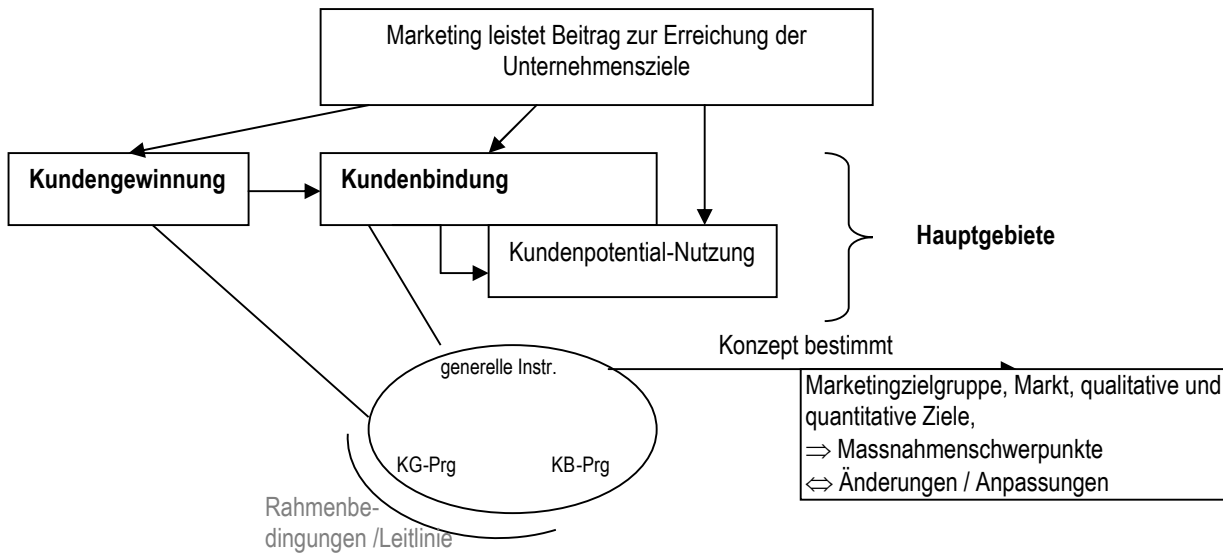 Marketing leistet Beitrag zur Erreichung der
Unternehmensziele
Kundengewinnung
Kundenbindung
Kundenpotential-Nutzung
Hauptgebiete
Konzept bestimmt
generelle Instr.
KG-Prg
KB-Prg
Marketingzielgruppe, Markt, qualitative und
quantitative Ziele,
⇒ Massnahmenschwerpunkte
⇔ Änderungen / Anpassungen
Rahmenbe-
dingungen /Leitlinie